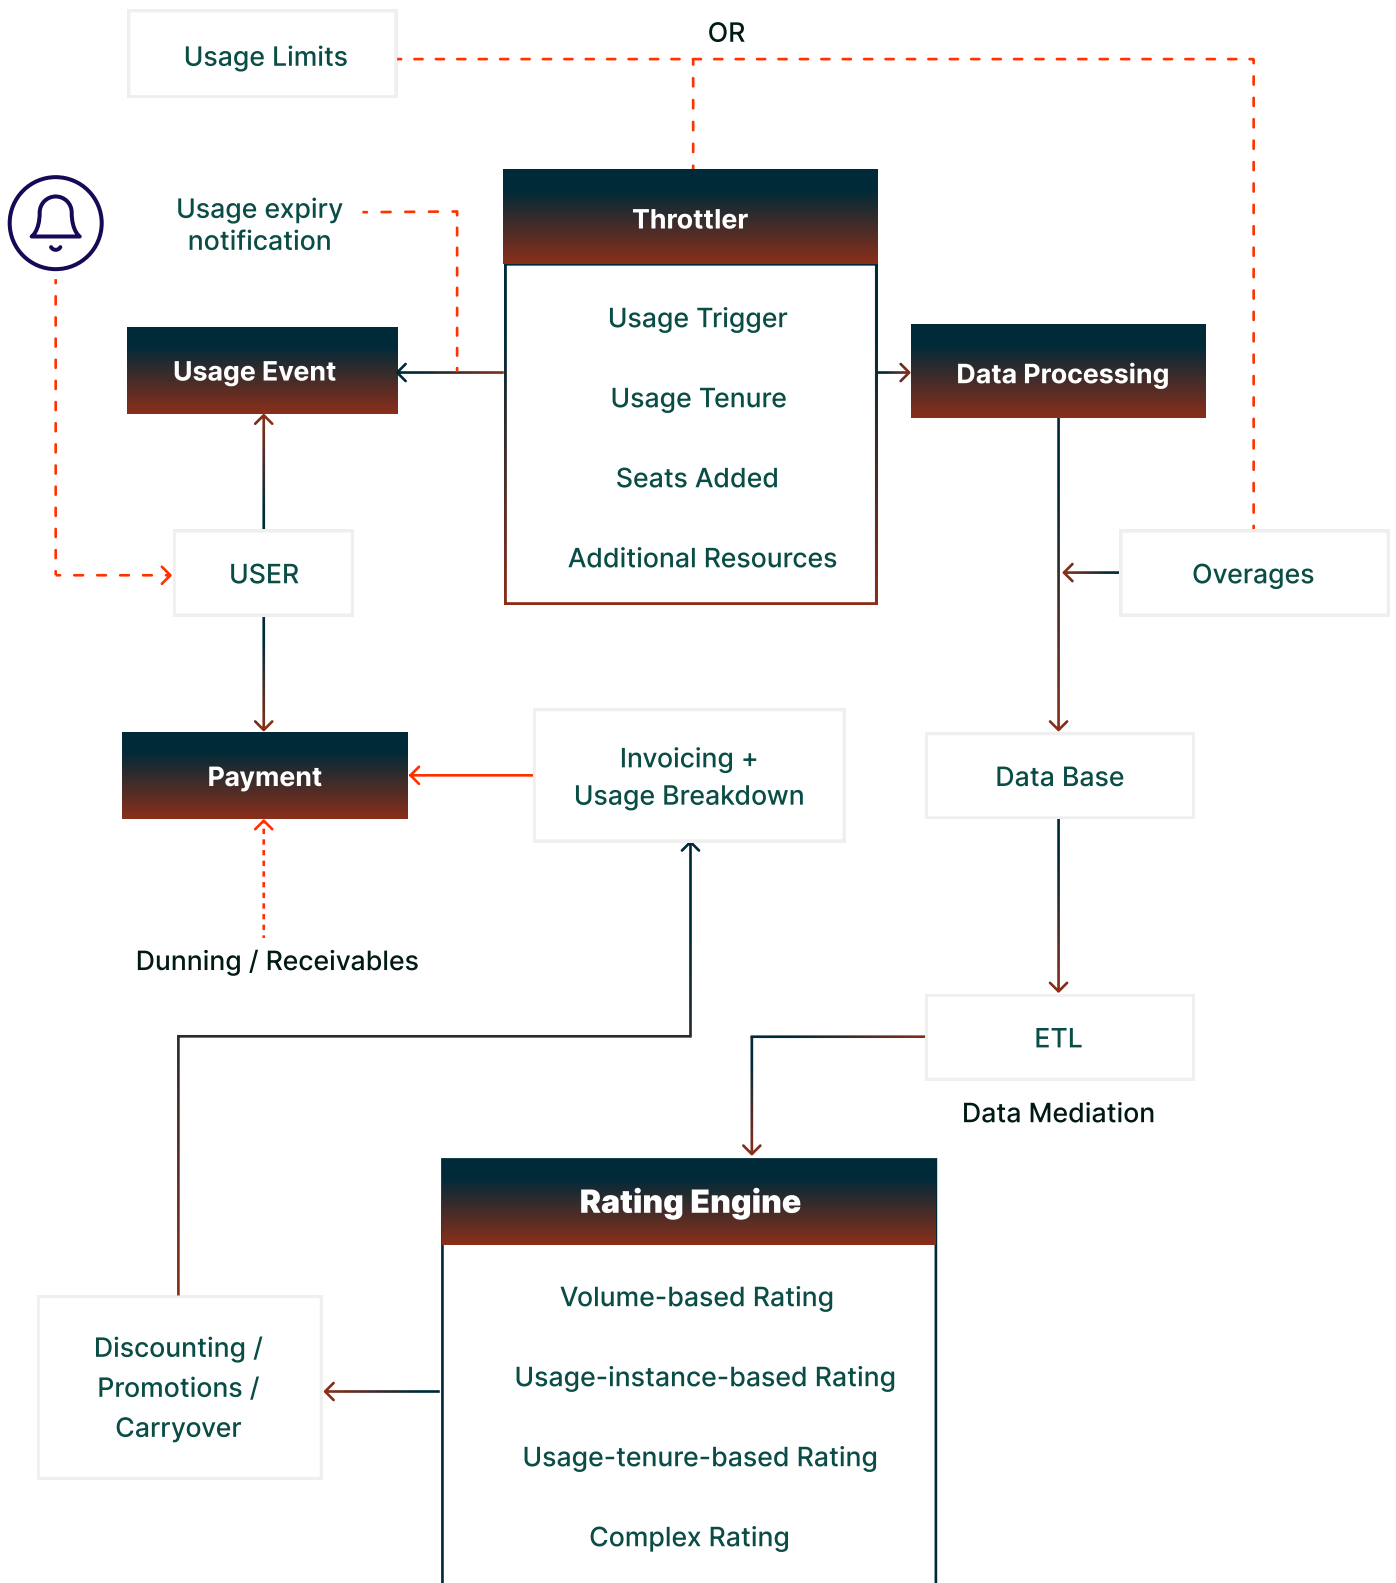 OR
Usage Limits
Usage expiry
notification
Throttler
Usage Trigger
Usage Tenure
Seats Added
Additional Resources
Usage Event
Data Processing
USER
Overages
Payment
Invoicing +
Usage Breakdown
Data Base
Dunning / Receivables
ETL
Data Mediation
Rating Engine
Volume-based Rating
Usage-instance-based Rating
Usage-tenure-based Rating
Complex Rating
Discounting /
Promotions /
Carryover